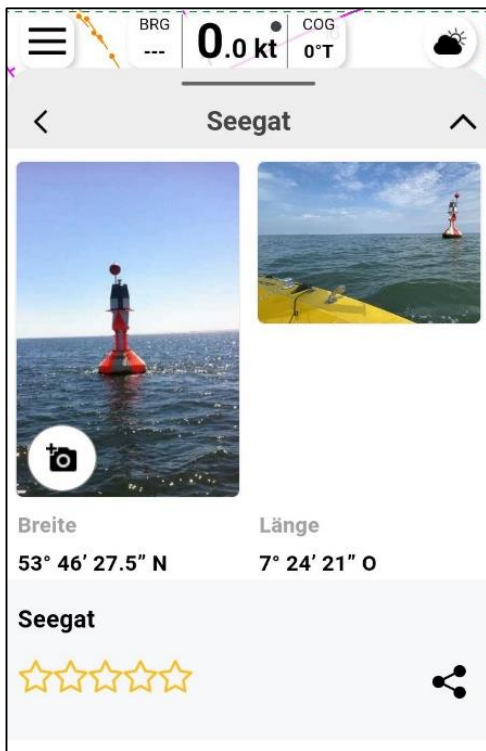 BRG
---
0.0 kt
COG
0°T
Seegat
Breite
Länge
53° 46’ 27.5” N
7° 24’ 21” O
Seegat